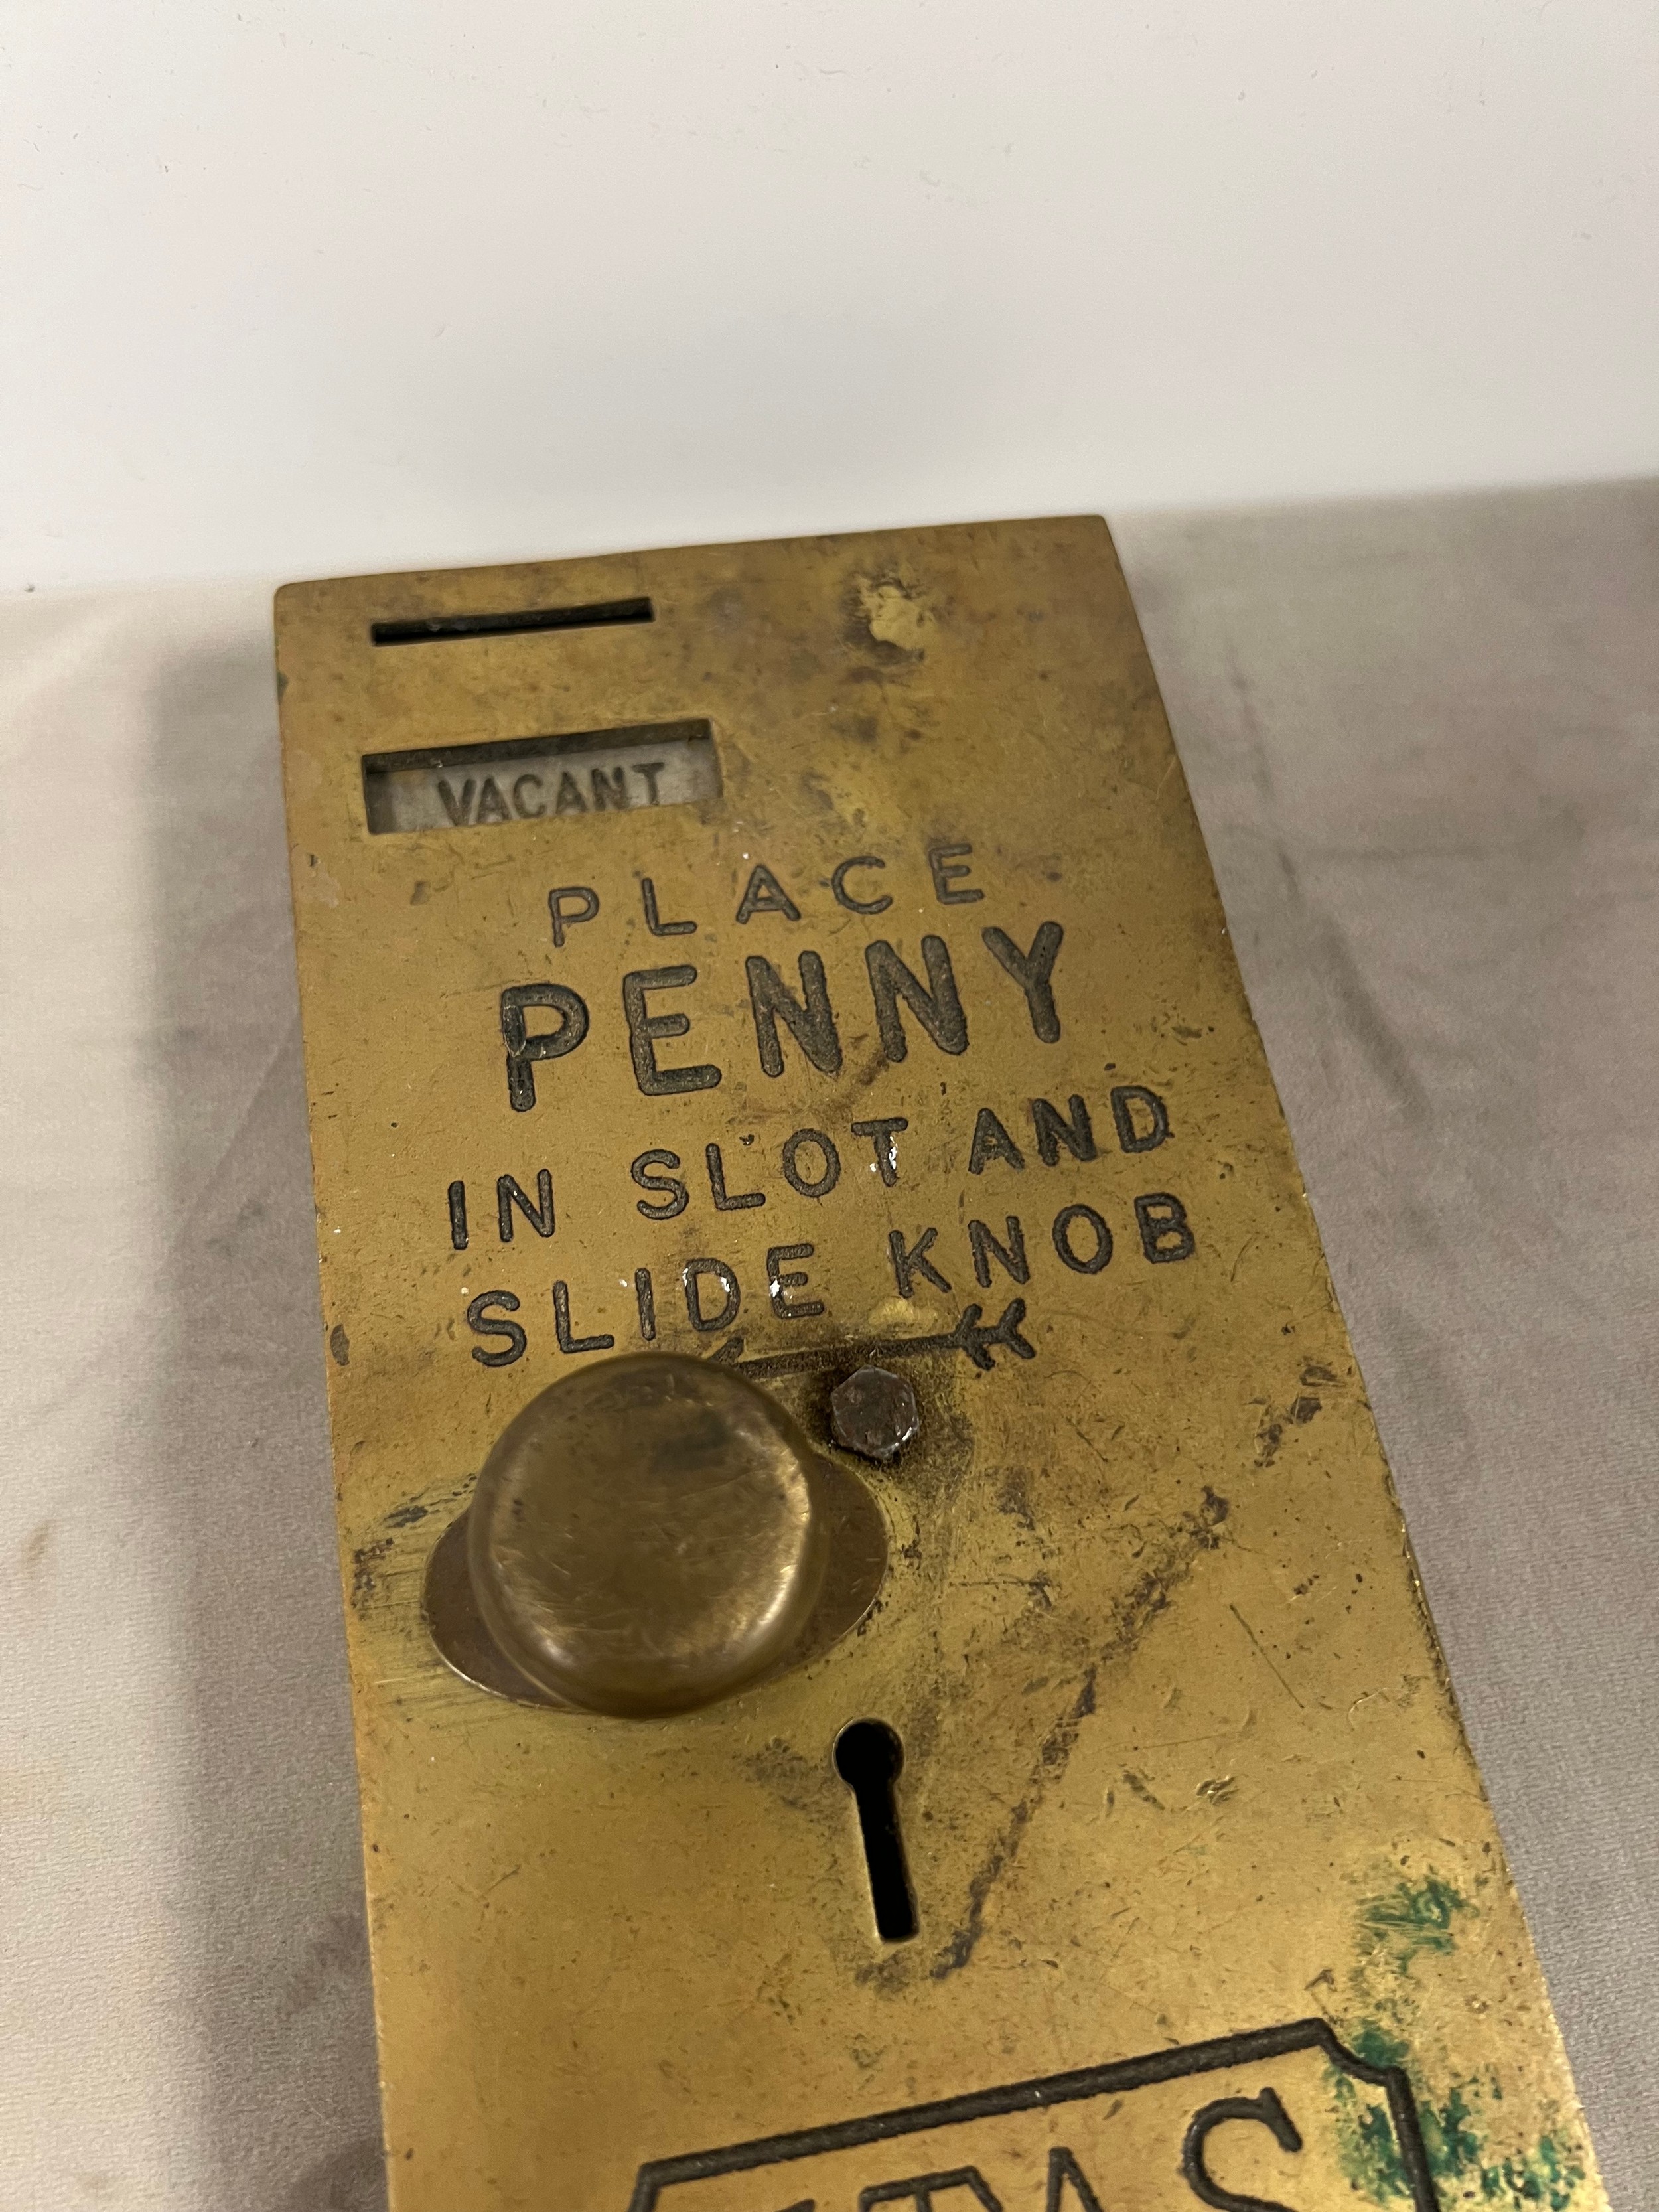 VACANT
PLACE
PENNY
IN SLOT AND
SLIDE KNOB